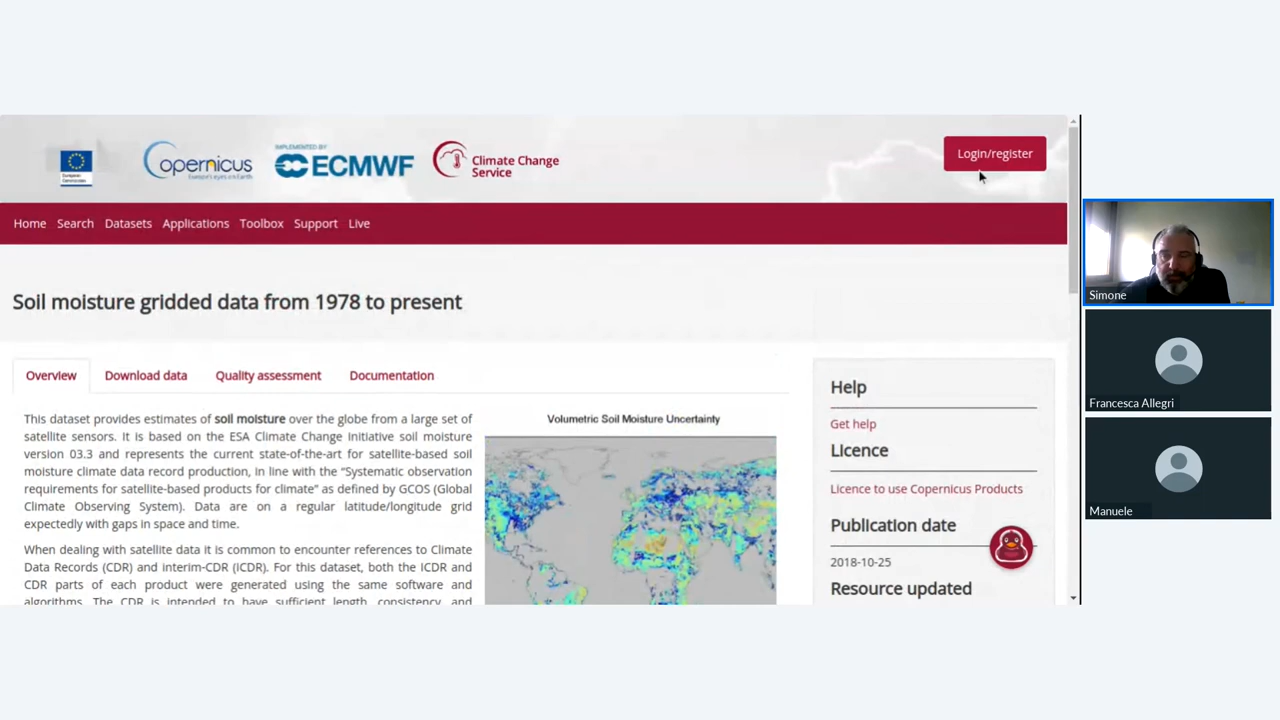 IMPLEMENTED BY
opernicus
Europe's eyes on Earth
ECMWF
Climate Change
Service
European
Commission
Login/register
Home Search Datasets Applications Toolbox Support Live
Soil moisture gridded data from 1978 to present
Overview Download data Quality assessment Documentation
This dataset provides estimates of soil moisture over the globe from a large set of
satellite sensors. It is based on the ESA Climate Change Initiative soil moisture
version 03.3 and represents the current state-of-the-art for satellite-based soil
moisture climate data record production, in line with the “Systematic observation
requirements for satellite-based products for climate” as defined by GCOS (Global
Climate Observing System). Data are on a regular latitude/longitude grid
expectedly with gaps in space and time.
When dealing with satellite data it is common to encounter references to Climate
Data Records (CDR) and interim-CDR (ICDR). For this dataset, both the ICDR and
CDR parts of each product were generated using the same software and
algorithms. The CDR is intended to have sufficient length, consistency, and
Volumetric Soil Moisture Uncertainty
Help
Get help
Licence
Licence to use Copernicus Products
Publication date
2018-10-25
Resource updated
Simone
Francesca Allegri
Manuele